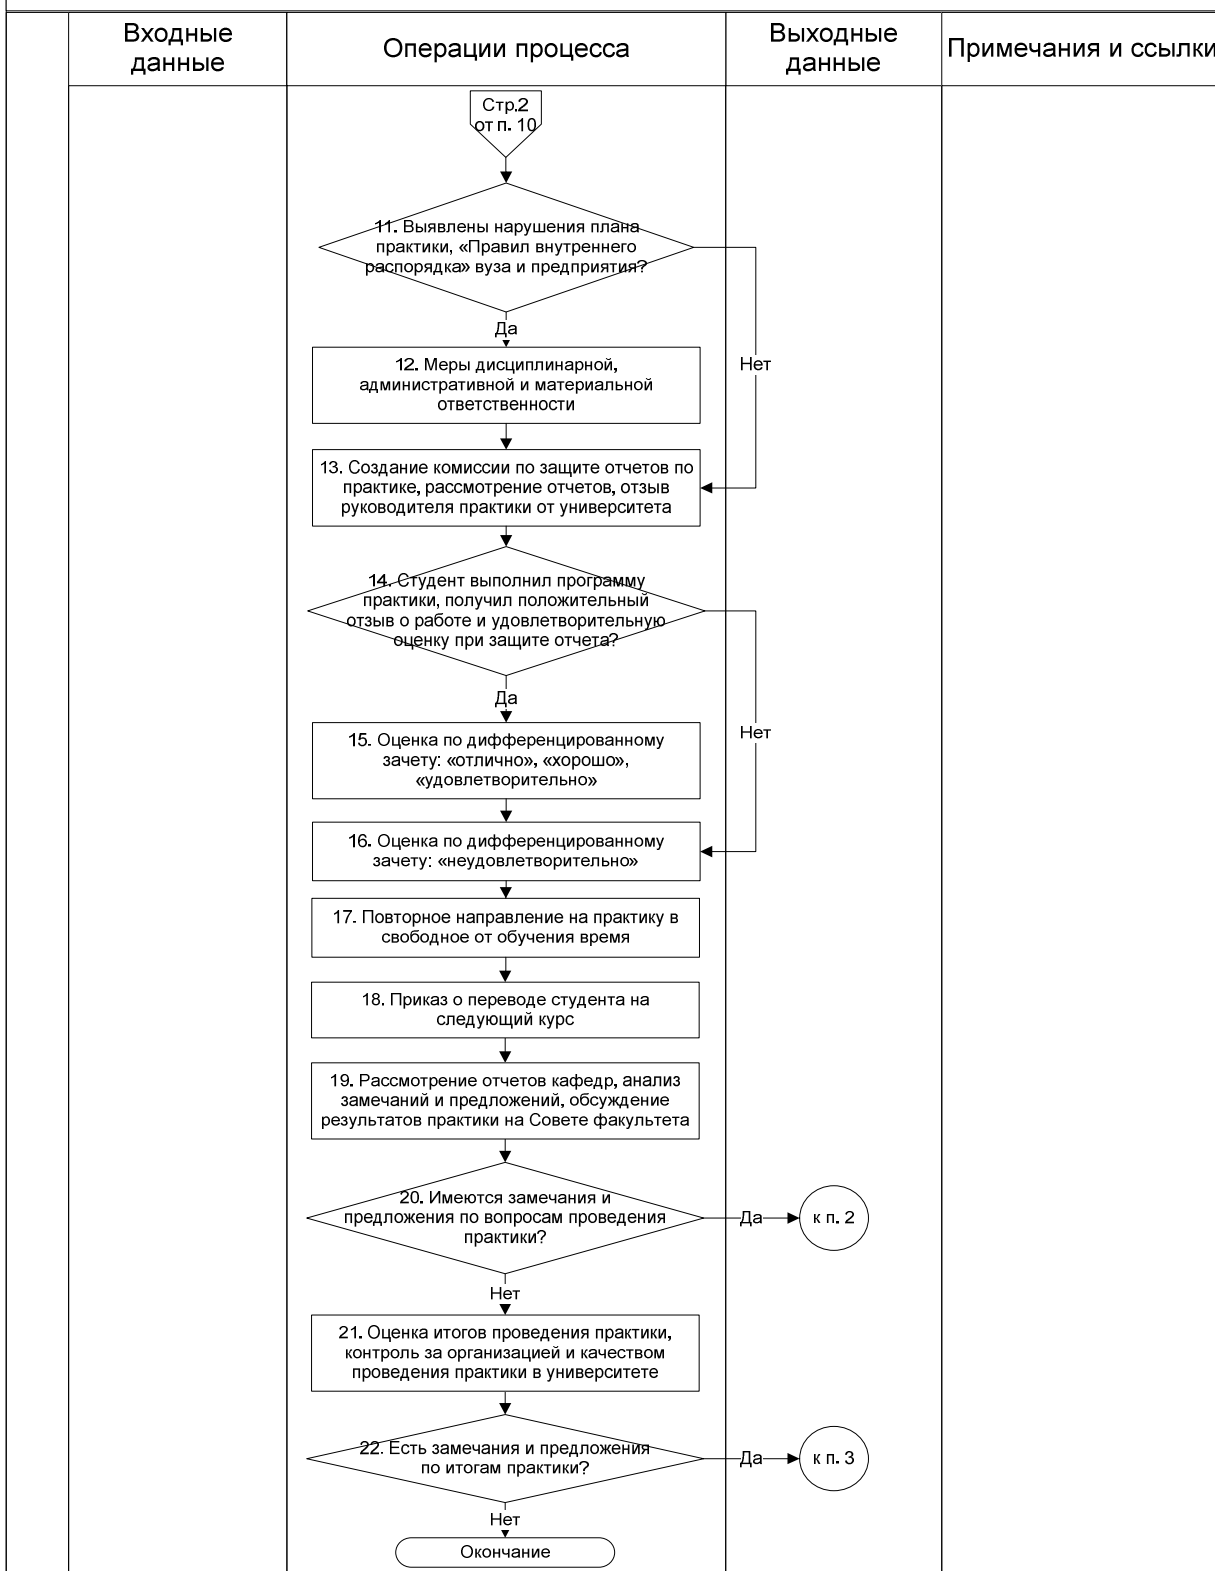 Входные
данные
Операции процесса
Выходные
данные
Примечания и ссылки
Стр.2
от п. 10
11. Выявлены нарушения плана
практики, «Правил внутреннего
распорядка» вуза и предприятия?
Да
Нет
12. Меры дисциплинарной,
административной и материальной
ответственности
13. Создание комиссии по защите отчетов по
практике, рассмотрение отчетов, отзыв
руководителя практики от университета
14. Студент выполнил программу
практики, получил положительный
отзыв о работе и удовлетворительную
оценку при защите отчета?
Да
Нет
15. Оценка по дифференцированному
зачету: «отлично», «хорошо»,
«удовлетворительно»
16. Оценка по дифференцированному
зачету: «неудовлетворительно»
17. Повторное направление на практику в
свободное от обучения время
18. Приказ о переводе студента на
следующий курс
19. Рассмотрение отчетов кафедр, анализ
замечаний и предложений, обсуждение
результатов практики на Совете факультета
20. Имеются замечания и
предложения по вопросам проведения
практики?
Да
к п. 2
Нет
21. Оценка итогов проведения практики,
контроль за организацией и качеством
проведения практики в университете
22. Есть замечания и предложения
по итогам практики?
Да
к п. 3
Нет
Окончание